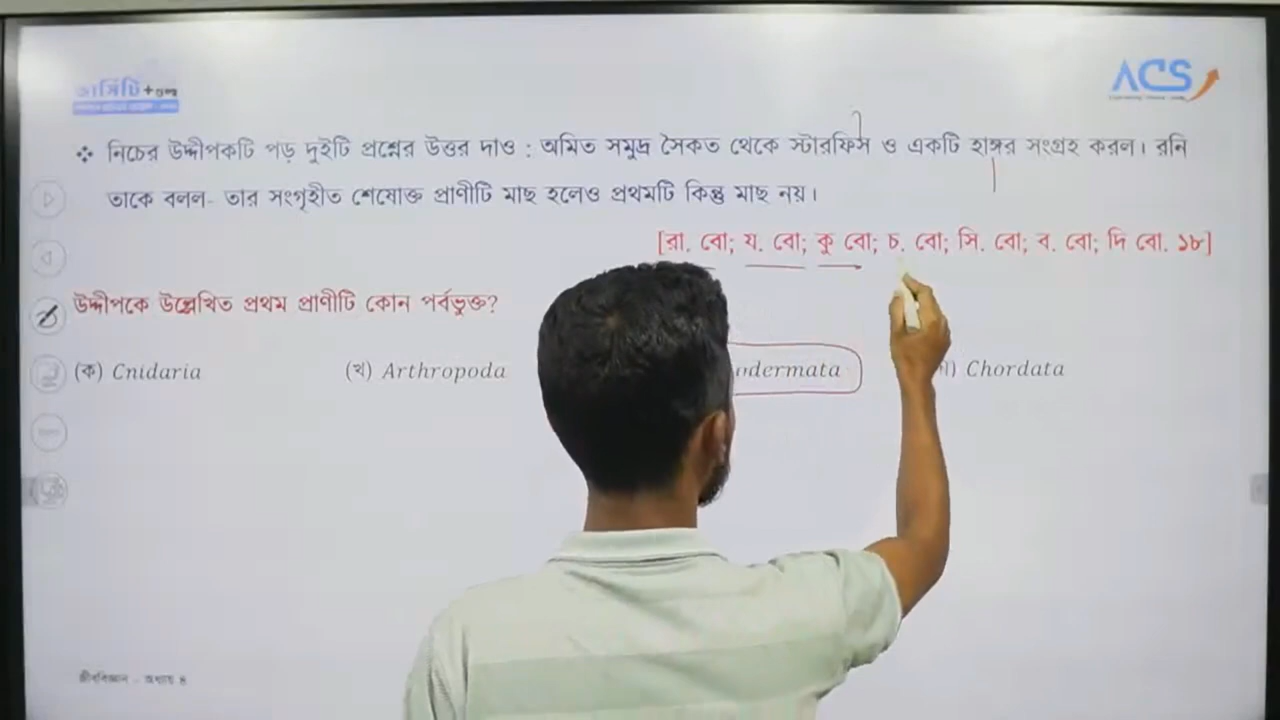 ভার্সিটি +
ACS
❖ নিচের উদ্দীপকটি পড় দুইটি প্রশ্নের উত্তর দাও : অমিত সমুদ্র সৈকত থেকে স্টারফিস ও একটি হাঙ্গর সংগ্রহ করল। রনি
তাকে বলল- তার সংগৃহীত শেষোক্ত প্রাণীটি মাছ হলেও প্রথমটি কিন্তু মাছ নয়।
[রা. বো; য. বো; কু বো; চ. বো; সি. বো; ব. বো; দি বো. ১৮]
উদ্দীপকে উল্লেখিত প্রথম প্রাণীটি কোন পর্বভুক্ত?
(ক) Cnidaria (খ) Arthropoda odermata ) Chordata
জীববিজ্ঞান - অধ্যায় ৪